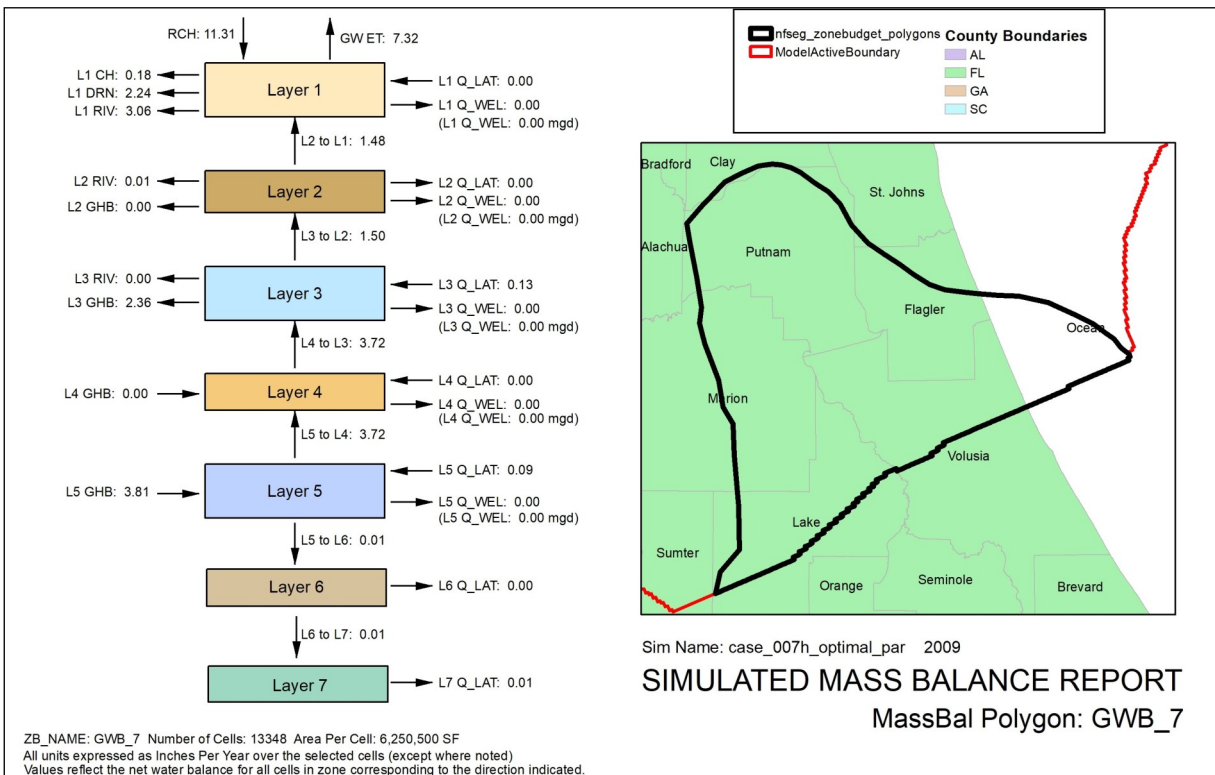 RCH: 11.31
GW ET: 7.32
L1 CH: 0.18
L1 DRN: 2.24
L1 RIV: 3.06
Layer 1
L1 Q_LAT: 0.00
L1 Q_WEL: 0.00
(L1 Q_WEL: 0.00 mgd)
L2 to L1: 1.48
L2 RIV: 0.01
L2 GHB: 0.00
Layer 2
L2 Q_LAT: 0.00
L2 Q_WEL: 0.00
(L2 Q_WEL: 0.00 mgd)
L3 to L2: 1.50
L3 RIV: 0.00
L3 GHB: 2.36
Layer 3
L3 Q_LAT: 0.13
L3 Q_WEL: 0.00
(L3 Q_WEL: 0.00 mgd)
L4 to L3: 3.72
L4 GHB: 0.00
Layer 4
L4 Q_LAT: 0.00
L4 Q_WEL: 0.00
(L4 Q_WEL: 0.00 mgd)
L5 to L4: 3.72
L5 GHB: 3.81
Layer 5
L5 Q_LAT: 0.09
L5 Q_WEL: 0.00
(L5 Q_WEL: 0.00 mgd)
L5 to L6: 0.01
Layer 6
L6 Q_LAT: 0.00
L6 to L7: 0.01
Layer 7
L7 Q_LAT: 0.01
ZB_NAME: GWB_7 Number of Cells: 13348 Area Per Cell: 6,250,500 SF
All units expressed as Inches Per Year over the selected cells (except where noted)
Values reflect the net water balance for all cells in zone corresponding to the direction indicated.
nfseg_zonebudget_polygons
ModelActiveBoundary
County Boundaries
AL
FL
GA
SC
Bradford
Clay
St. Johns
Alachua
Putnam
Flagler
Ocean
Marion
Volusia
Lake
Sumter
Orange
Seminole
Brevard
Sim Name: case_007h_optimal_par 2009
SIMULATED MASS BALANCE REPORT
MassBal Polygon: GWB_7